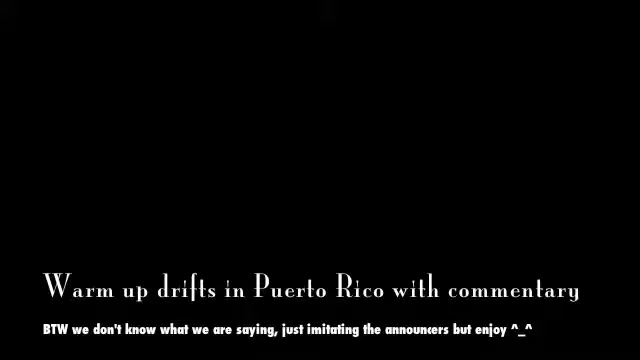 Warm up drifts in Puerto Rico with commentary
BTW we don't know what we are saying, just imitating the announcers but enjoy ^_^